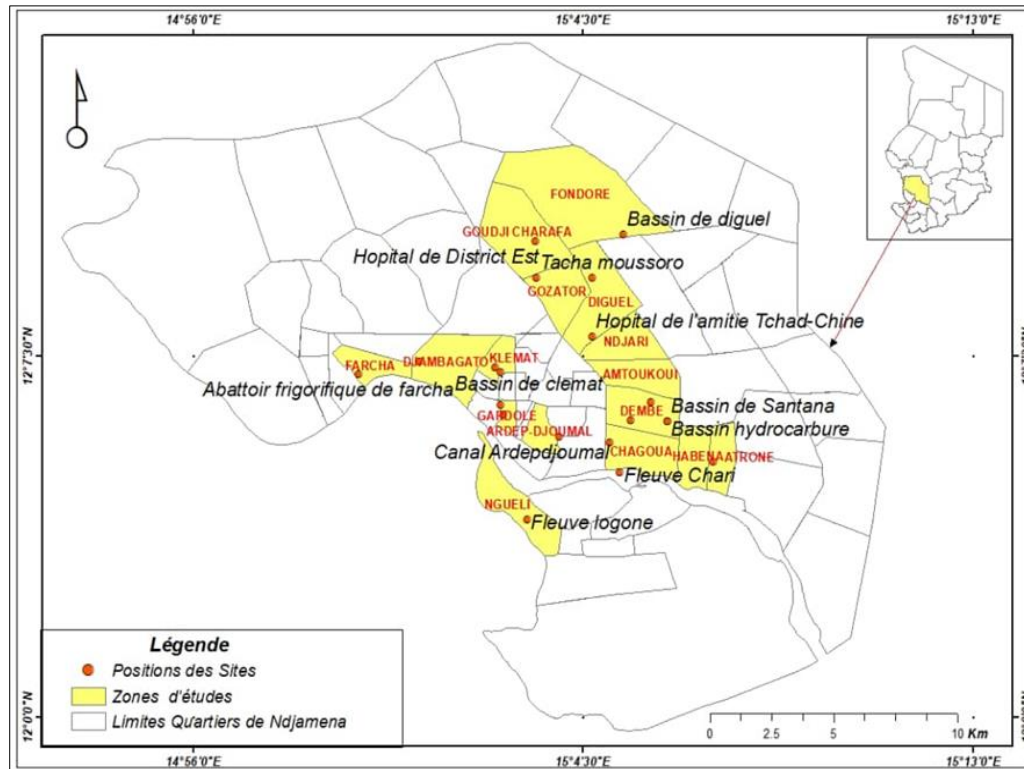 14°56'0"E 15°4'30"E 15°13'0"E
FONDORE
Bassin de diguel
GOUDJI CHARAFA
Hopital de District Est
Tacha moussoro
GOZATOR
DIGUEL
Hopital de l'amitie Tchad-Chine
NDJARI
12°7'30"N
KLEMAT
FARCHA
AMTOUKOUI
Abattoir frigorifique de farcha
Bassin de clemat
Bassin de Santana
DEMBE
GARDOLE
Bassin hydrocarbure
ARDEP-DJOUMAL
Canal Ardepdjoumal
CHAGOUA
HABENA
ATRONE
Fleuve Chari
NGUELI
Fleuve logone
Légende
Positions des Sites
Zones d'études
Limites Qu'artiers de Ndjamena
12°0'0"N
0 2.5 5 10 Km
14°56'0"E 15°4'30"E 15°13'0"E